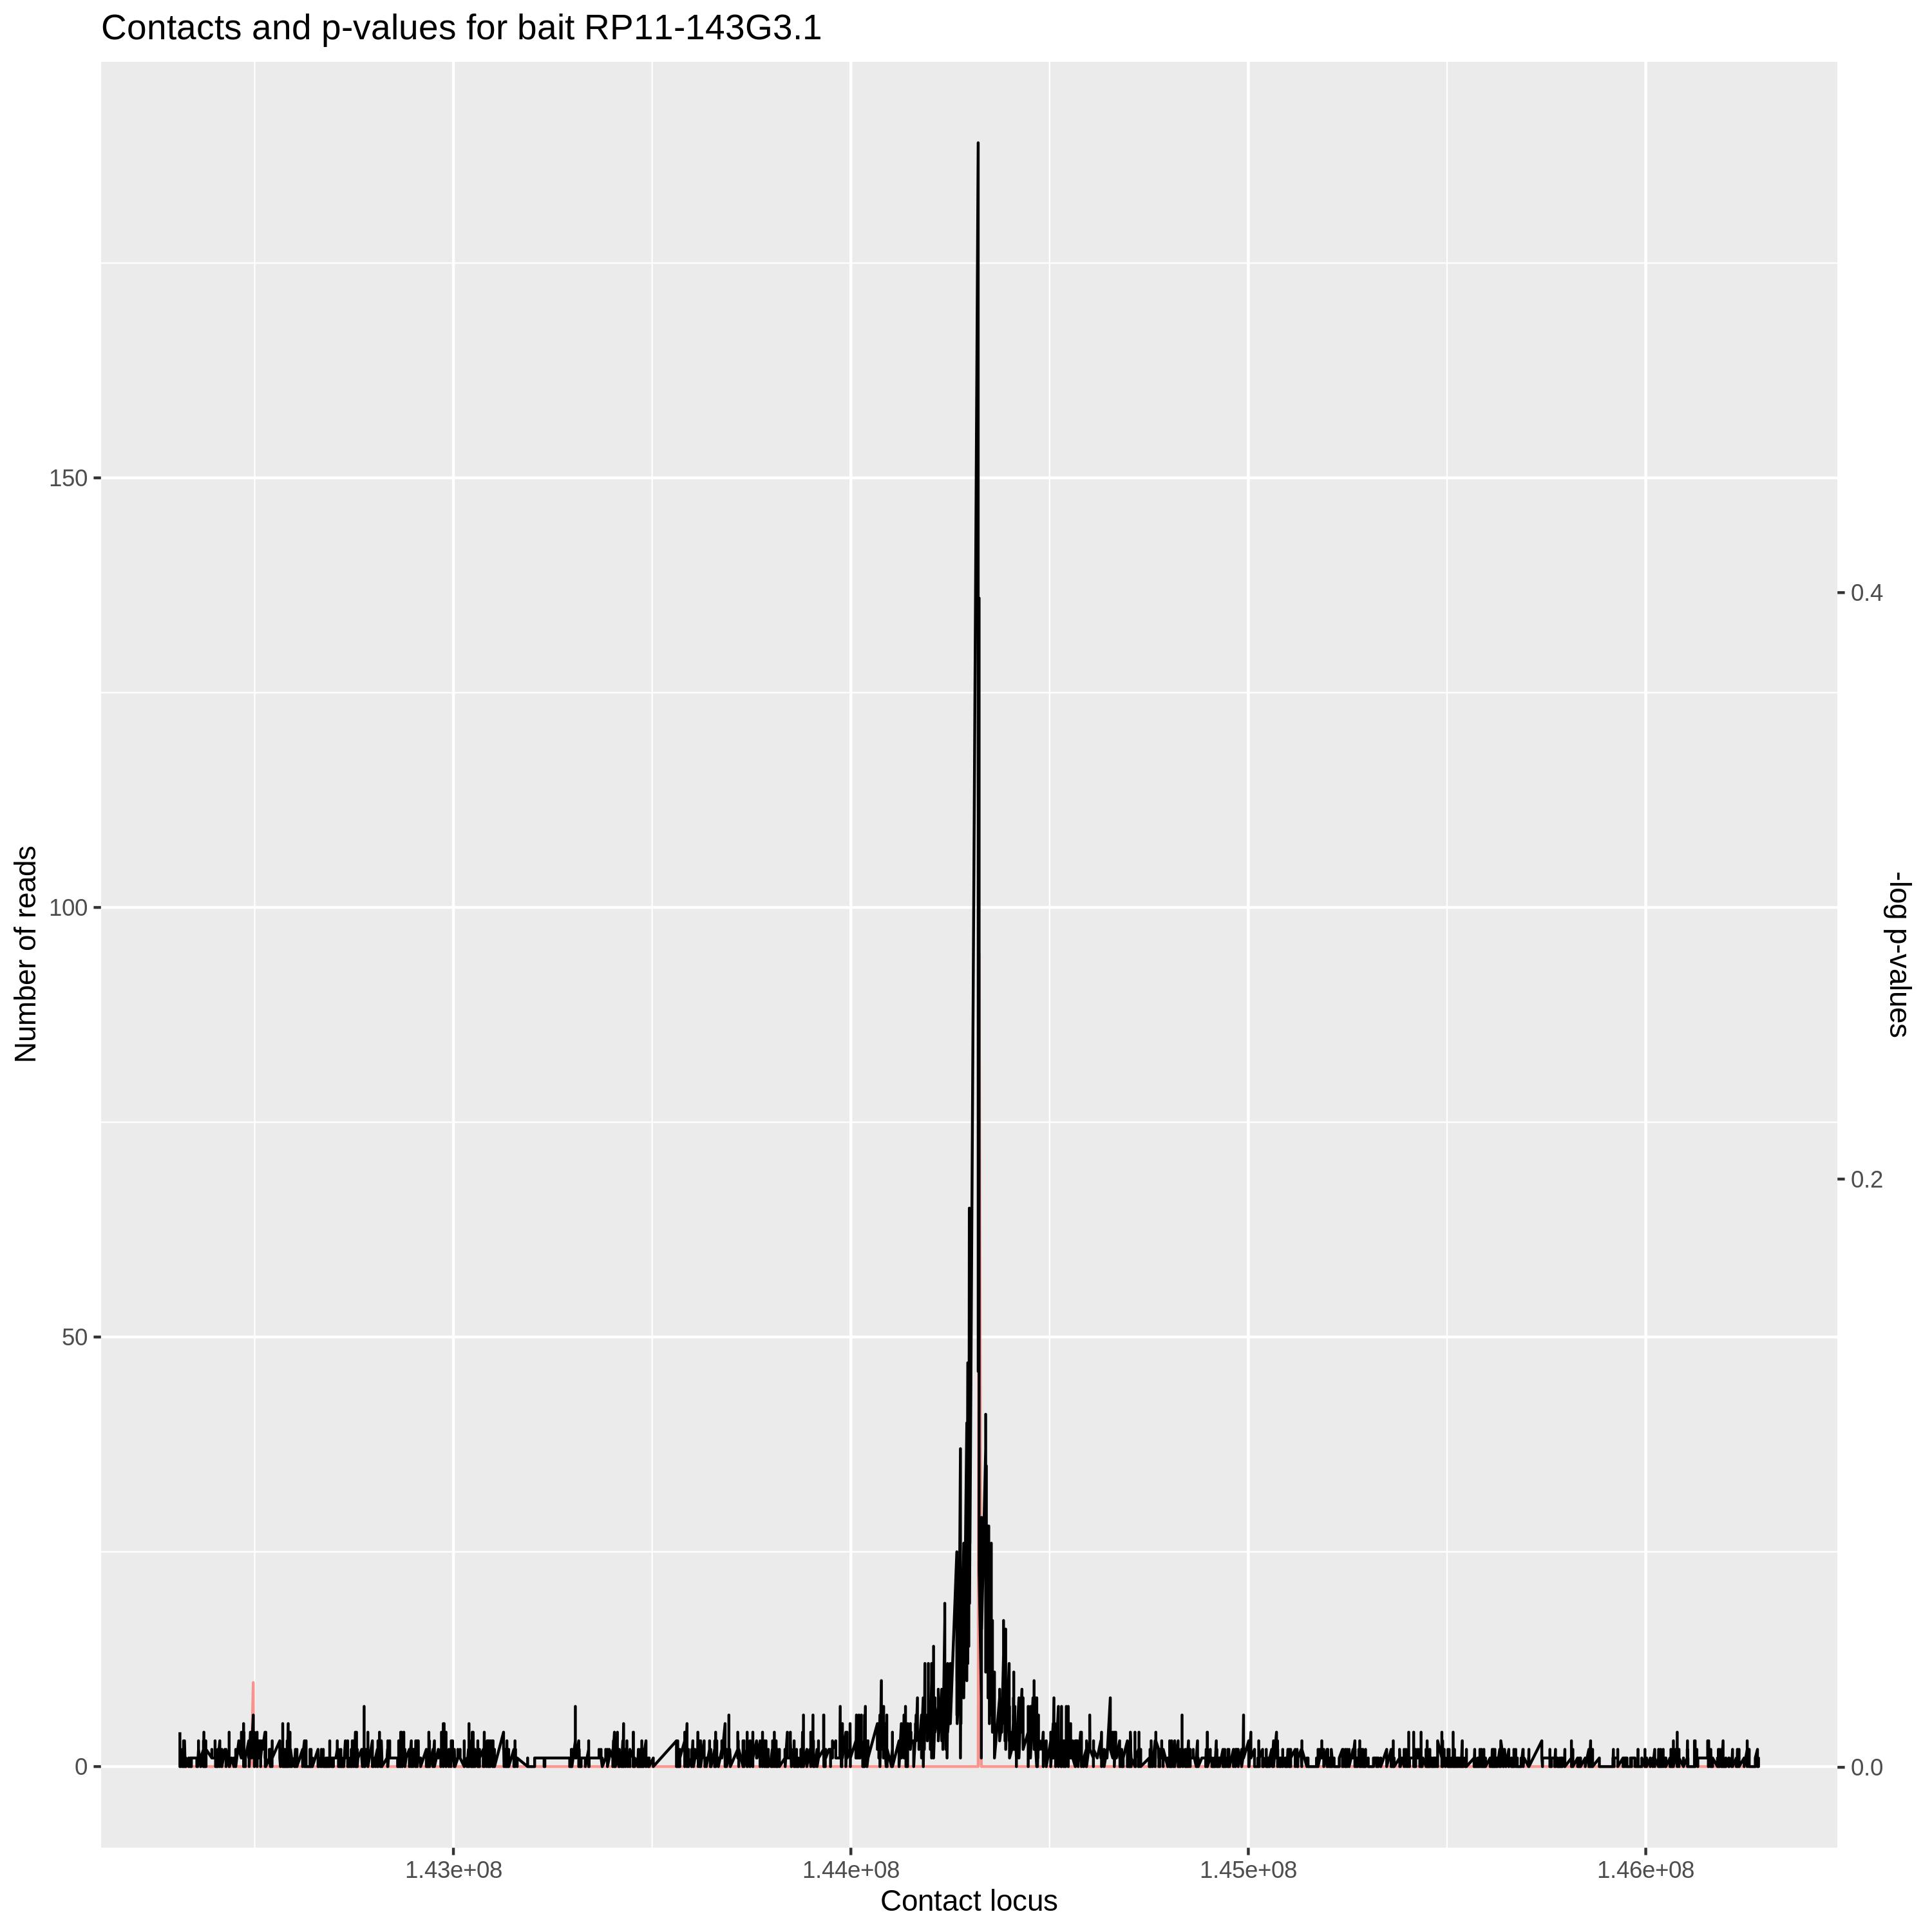 Contacts and p-values for bait RP11-143G3.1
150
100
50
0
0.4
0.2
0.0
Number of reads
-log p-values
1.43e+08
1.44e+08
1.45e+08
1.46e+08
Contact locus